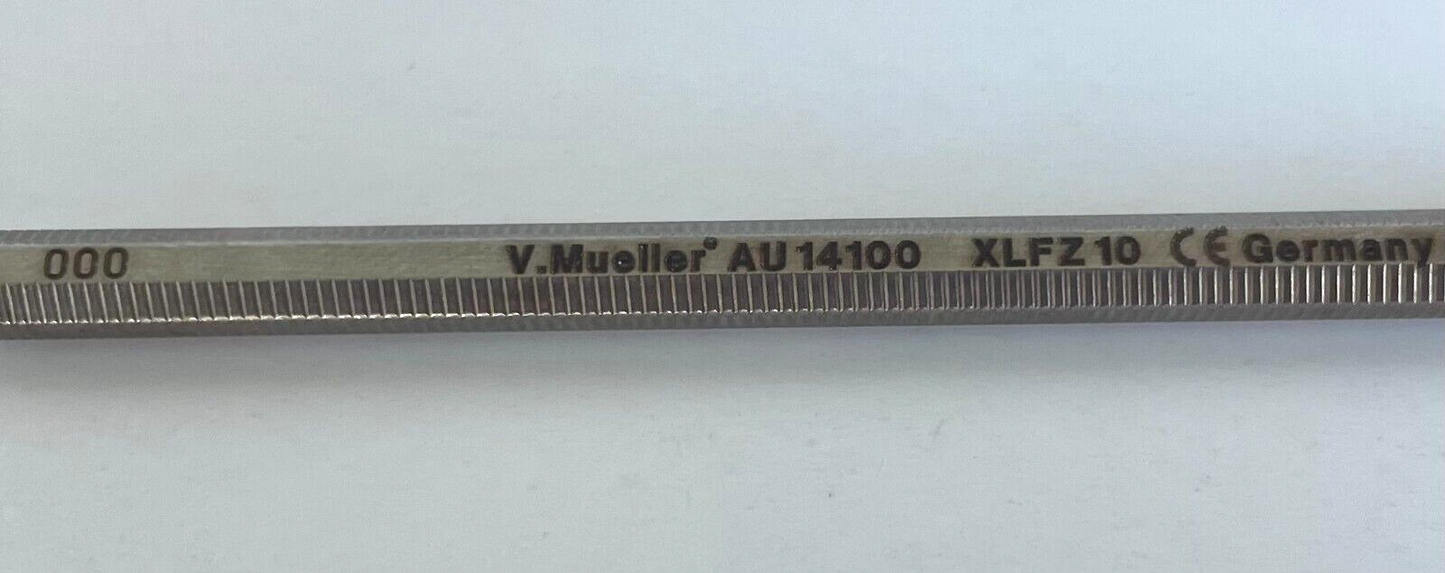 000 V.Mueller® AU 14100 XLFZ 10 CE Germany